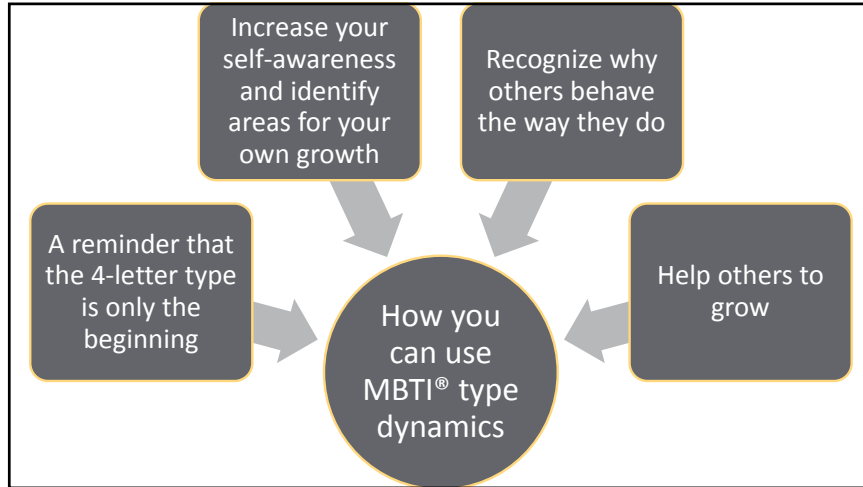 Increase your
self-awareness
and identify
areas for your
own growth
Recognize why
others behave
the way they do
A reminder that
the 4-letter type
is only the
beginning
Help others to
grow
How you
can use
MBTI® type
dynamics